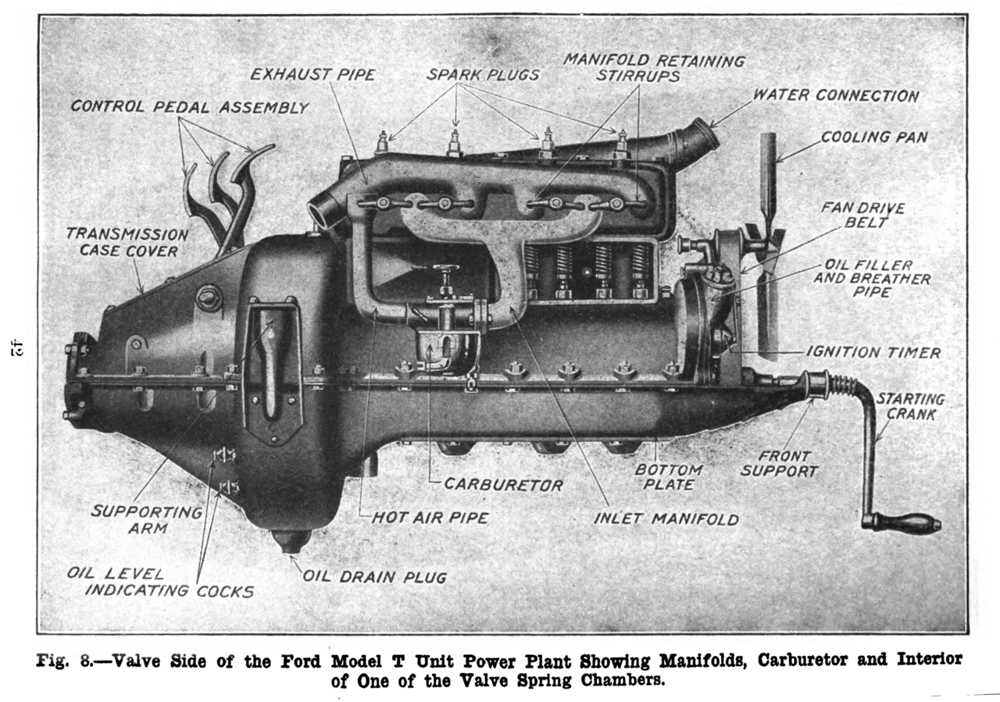 EXHAUST PIPE
SPARK PLUGS
MANIFOLD RETAINING
STIRRUPS
CONTROL PEDAL ASSEMBLY
WATER CONNECTION
COOLING PAN
FAN DRIVE
BELT
TRANSMISSION
CASE COVER
OIL FILLER
AND BREATHER
PIPE
42
IGNITION TIMER
STARTING
CRANK
FRONT
SUPPORT
BOTTOM
PLATE
CARBURETOR
SUPPORTING
ARM
HOT AIR PIPE
INLET MANIFOLD
OIL LEVEL
INDICATING COCKS
OIL DRAIN PLUG
Fig. 8.—Valve Side of the Ford Model T Unit Power Plant Showing Manifolds, Carburetor and Interior
of One of the Valve Spring Chambers.